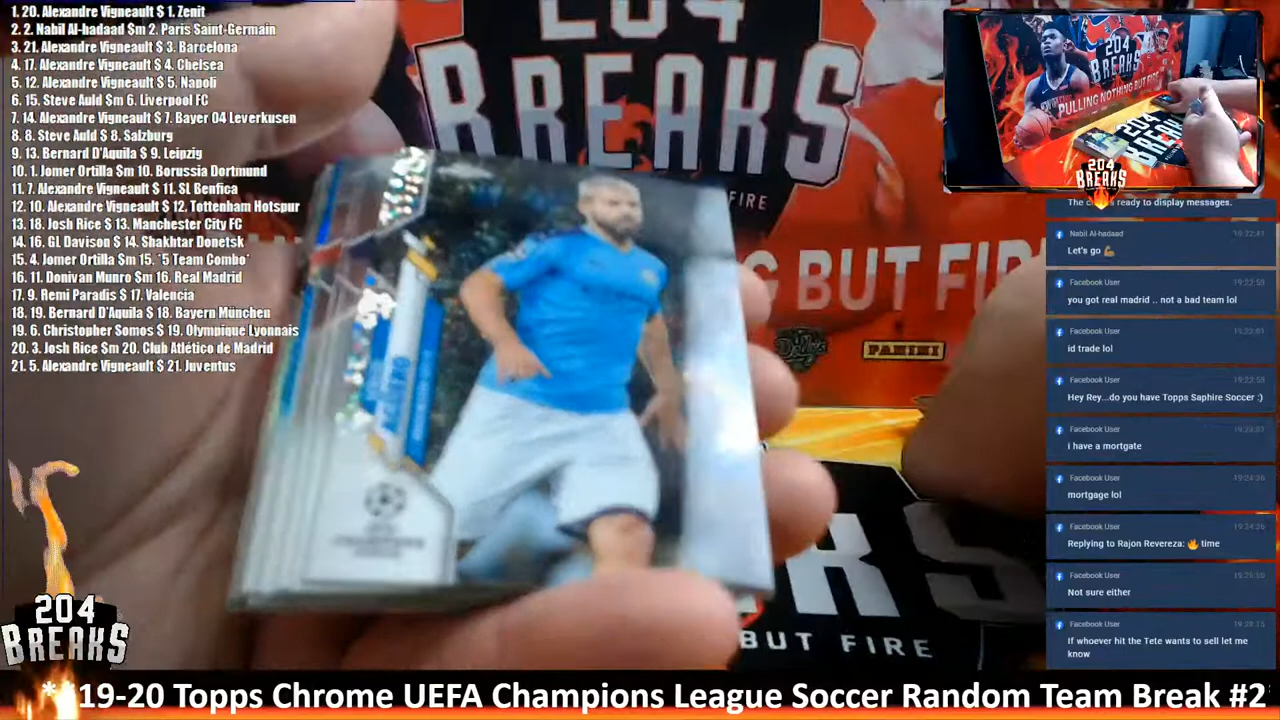 1. 20. Alexandre Vigneault $ 1. Zenit
2. 2. Nabil Al-hadaad $m 2. Paris Saint-Germain
3. 21. Alexandre Vigneault $ 3. Barcelona
4. 17. Alexandre Vigneault $ 4. Chelsea
5. 12. Alexandre Vigneault $ 5. Napoli
6. 15. Steve Auld $m 6. Liverpool FC
7. 14. Alexandre Vigneault $ 7. Bayer 04 Leverkusen
8. 8. Steve Auld $ 8. Salzburg
9. 13. Bernard D'Aquila $ 9. Leipzig
10. 1. Jomer Ortilla $m 10. Borussia Dortmund
11. 7. Alexandre Vigneault $ 11. SL Benfica
12. 10. Alexandre Vigneault $ 12. Tottenham Hotspur
13. 18. Josh Rice $ 13. Manchester City FC
14. 16. GL Davison $ 14. Shakhtar Donetsk
15. 4. Jomer Ortilla $m 15. *5 Team Combo*
16. 11. Donivan Munro $m 16. Real Madrid
17. 9. Remi Paradis $ 17. Valencia
18. 19. Bernard D'Aquila $ 18. Bayern München
19. 6. Christopher Somos $ 19. Olympique Lyonnais
20. 3. Josh Rice $m 20. Club Atlético de Madrid
21. 5. Alexandre Vigneault $ 21. Juventus
204
BREAKS
FIRE
G BUT FIR
PANINI
BUT FIRE
204
BREAKS
PULLING NOTHING BUT FIRE
204
BREAKS
ready to display messages.
Nabil Al-hadaad 19:22:41
Let's go 💪
Facebook User
you got real madrid .. not a bad team lol
Facebook User
id trade lol
Facebook User
Hey Rey...do you have Topps Saphire Soccer :)
Facebook User
i have a mortgate
Facebook User
mortgage lol
Facebook User
Replying to Rajon Revereza: 🔥 time
Facebook User
Not sure either
Facebook User
If whoever hit the Tete wants to sell let me
know
204
BREAKS
19-20 Topps Chrome UEFA Champions League Soccer Random Team Break #2